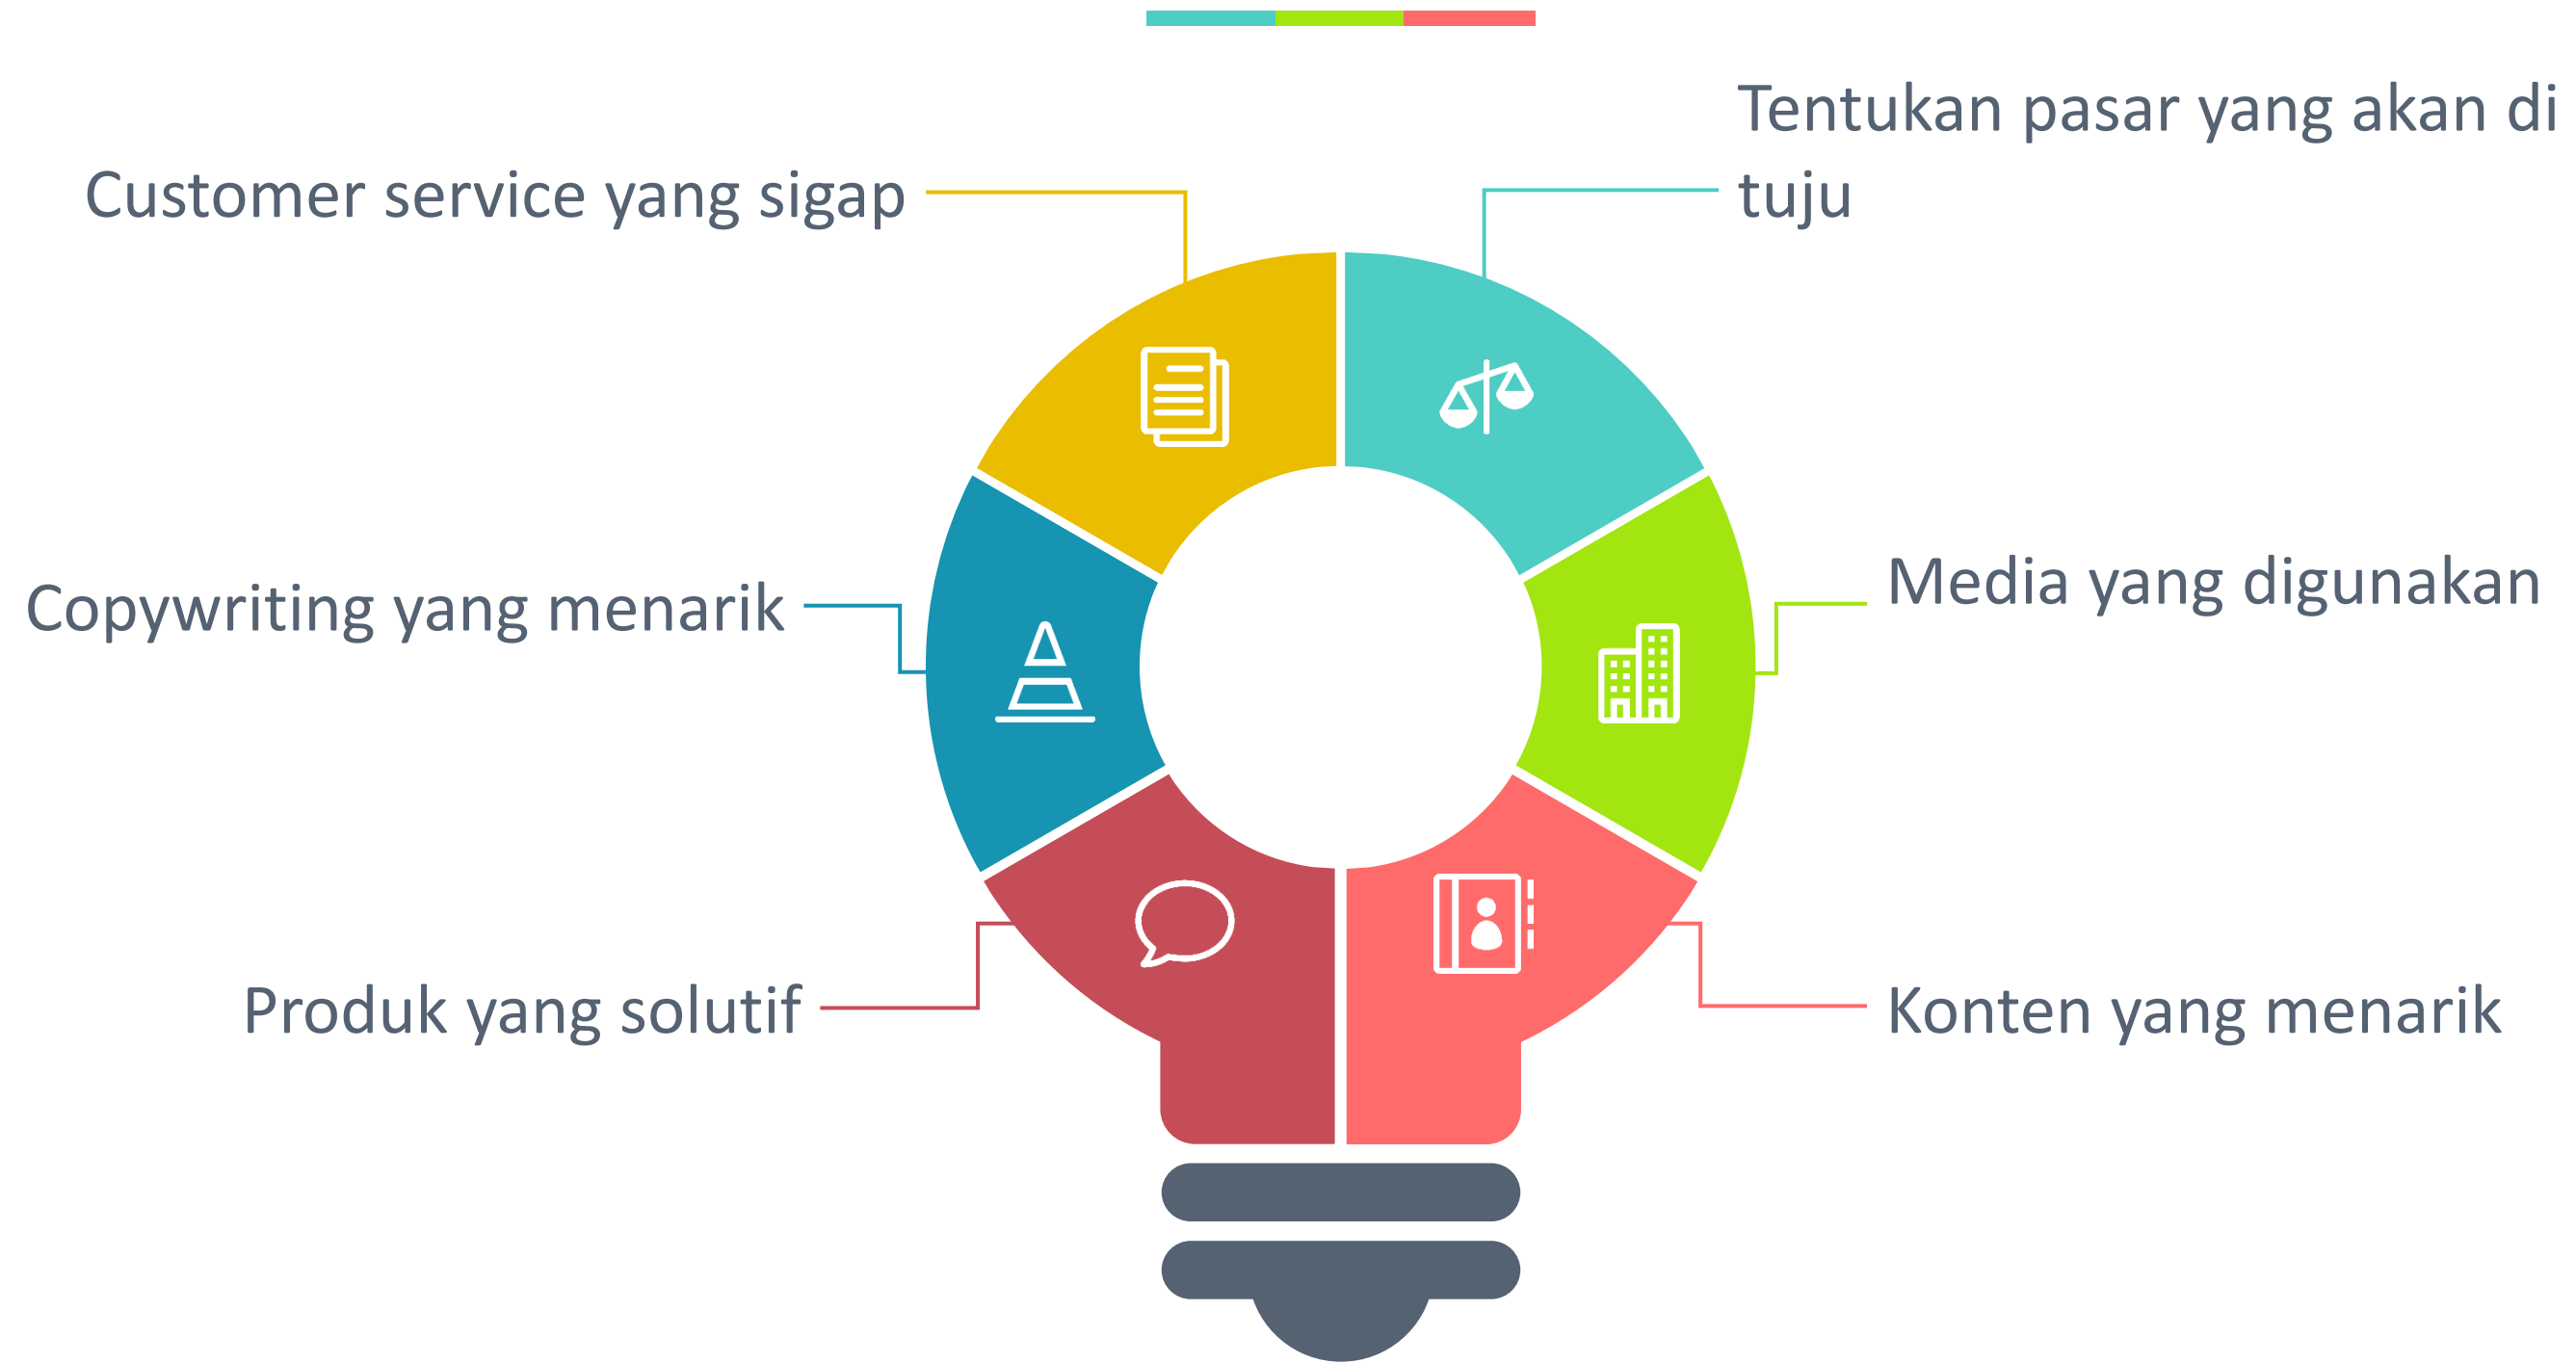 Tentukan pasar yang akan di
tuju
Customer service yang sigap
Media yang digunakan
Copywriting yang menarik
Konten yang menarik
Produk yang solutif